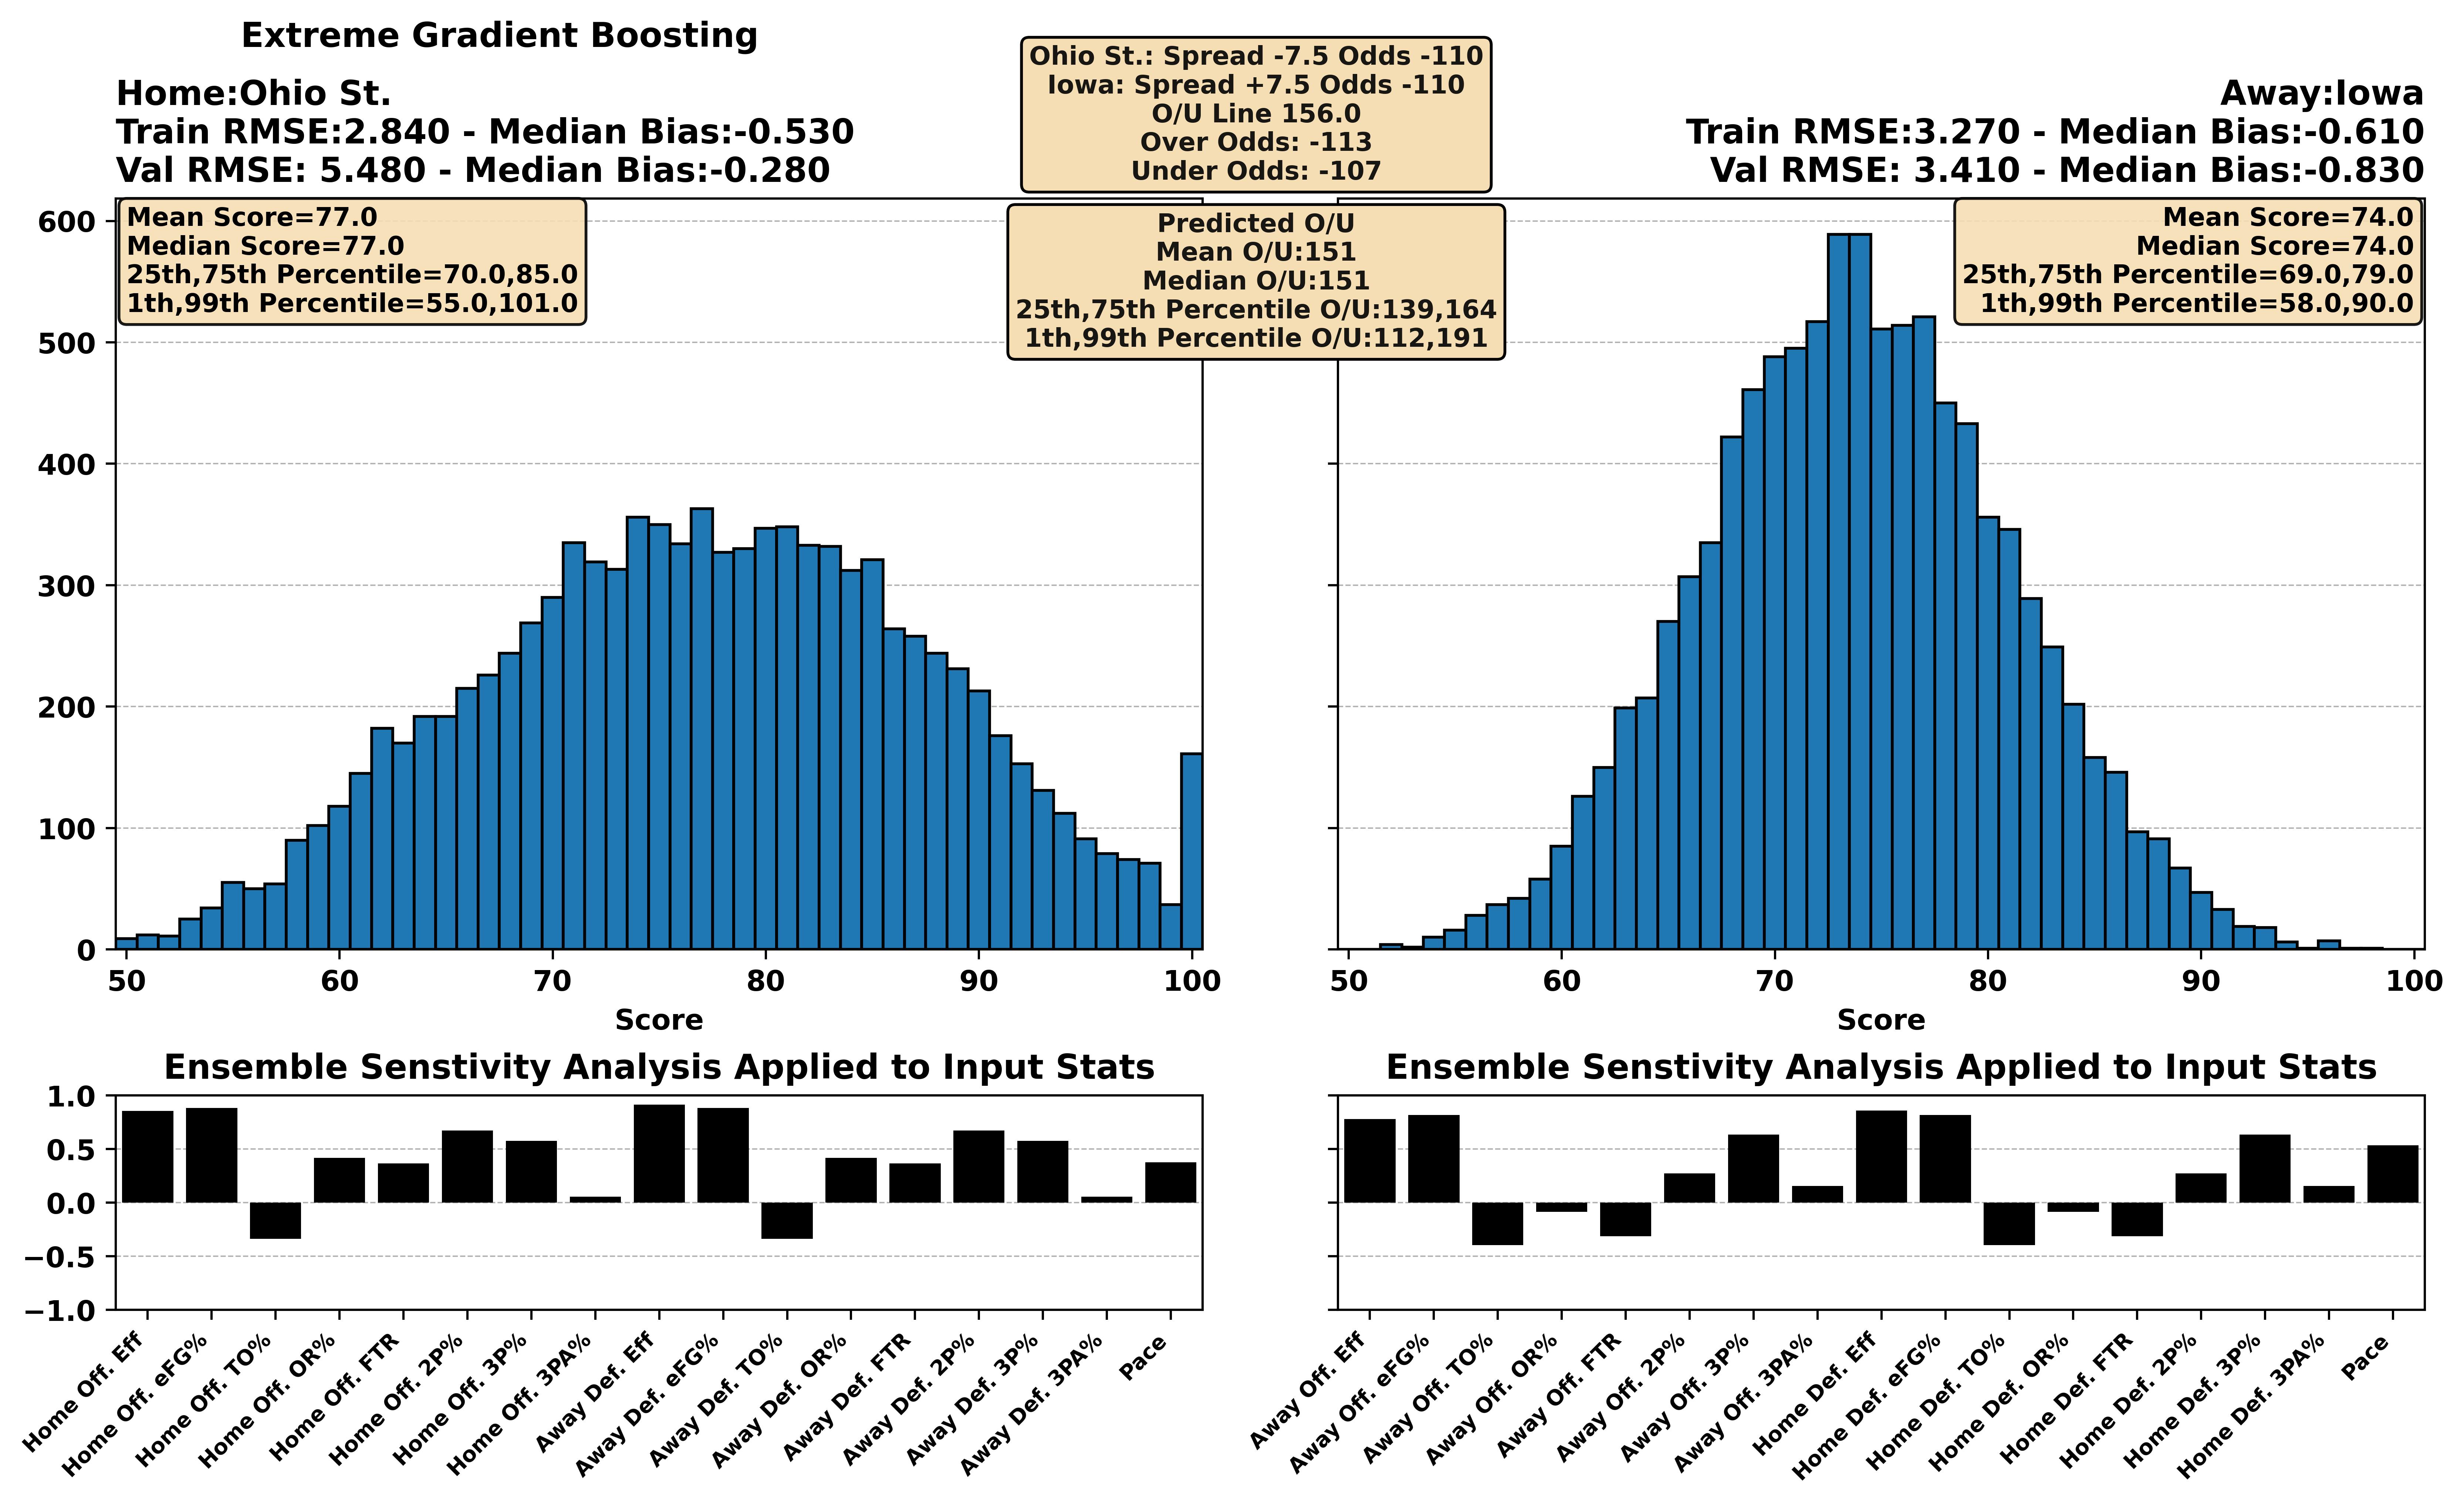 Extreme Gradient Boosting
Home:Ohio St.
Train RMSE:2.840 - Median Bias:-0.530
Val RMSE: 5.480 - Median Bias:-0.280
Ohio St.: Spread -7.5 Odds -110
Iowa: Spread +7.5 Odds -110
O/U Line 156.0
Over Odds: -113
Under Odds: -107
Away:Iowa
Train RMSE:3.270 - Median Bias:-0.610
Val RMSE: 3.410 - Median Bias:-0.830
Mean Score=77.0
Median Score=77.0
25th,75th Percentile=70.0,85.0
1th,99th Percentile=55.0,101.0
Predicted O/U
Mean O/U:151
Median O/U:151
25th,75th Percentile O/U:139,164
1th,99th Percentile O/U:112,191
Mean Score=74.0
Median Score=74.0
25th,75th Percentile=69.0,79.0
1th,99th Percentile=58.0,90.0
600
500
400
300
200
100
0
50 60 70 80 90 100
Score
50 60 70 80 90 100
Score
Ensemble Senstivity Analysis Applied to Input Stats
1.0
0.5
0.0
−0.5
−1.0
Home Off. Eff
Home Off. eFG%
Home Off. TO%
Home Off. OR%
Home Off. FTR
Home Off. 2P%
Home Off. 3P%
Home Off. 3PA%
Away Def. Eff
Away Def. eFG%
Away Def. TO%
Away Def. OR%
Away Def. FTR
Away Def. 2P%
Away Def. 3P%
Away Def. 3PA%
Pace
Ensemble Senstivity Analysis Applied to Input Stats
Away Off. Eff
Away Off. eFG%
Away Off. TO%
Away Off. OR%
Away Off. FTR
Away Off. 2P%
Away Off. 3P%
Away Off. 3PA%
Home Def. Eff
Home Def. eFG%
Home Def. TO%
Home Def. OR%
Home Def. FTR
Home Def. 2P%
Home Def. 3P%
Home Def. 3PA%
Pace